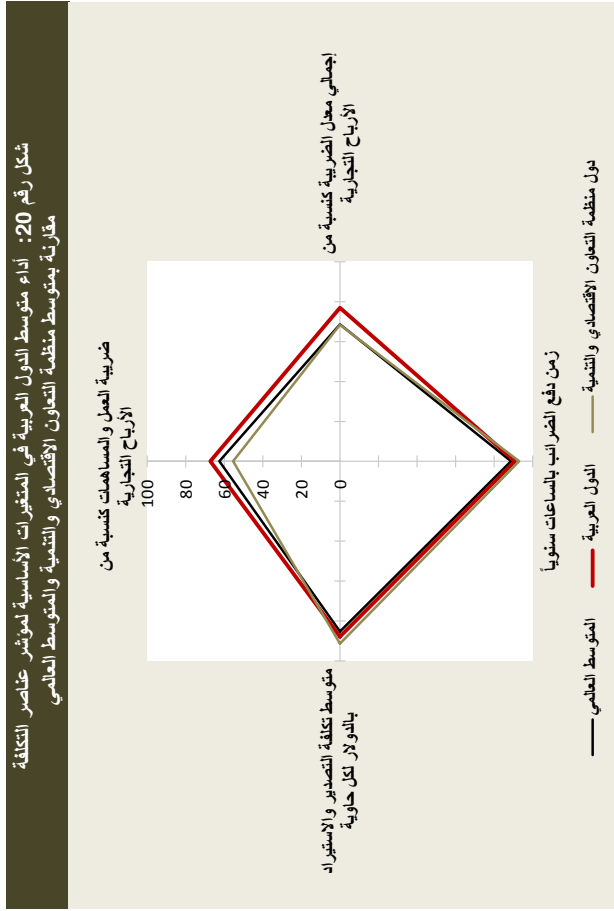 شكل رقم 20: أداء متوسط الدول العربية في المتغيرات الأساسية لمؤشر عناصر التكلفة
مقارنة بمتوسط منظمة التعاون الاقتصادي والتنمية والمتوسط العالمي
ضريبة العمل والمساهمات كنسبة من
الأرباح التجارية
100
80
60
40
20
0
إجمالي معدل الضريبة كنسبة من
الأرباح التجارية
زمن دفع الضرائب بالساعات سنوياً
متوسط تكلفة التصدير والاستيراد
بالدولار لكل حاوية
المتوسط العالمي
الدول العربية
دول منظمة التعاون الاقتصادي والتنمية